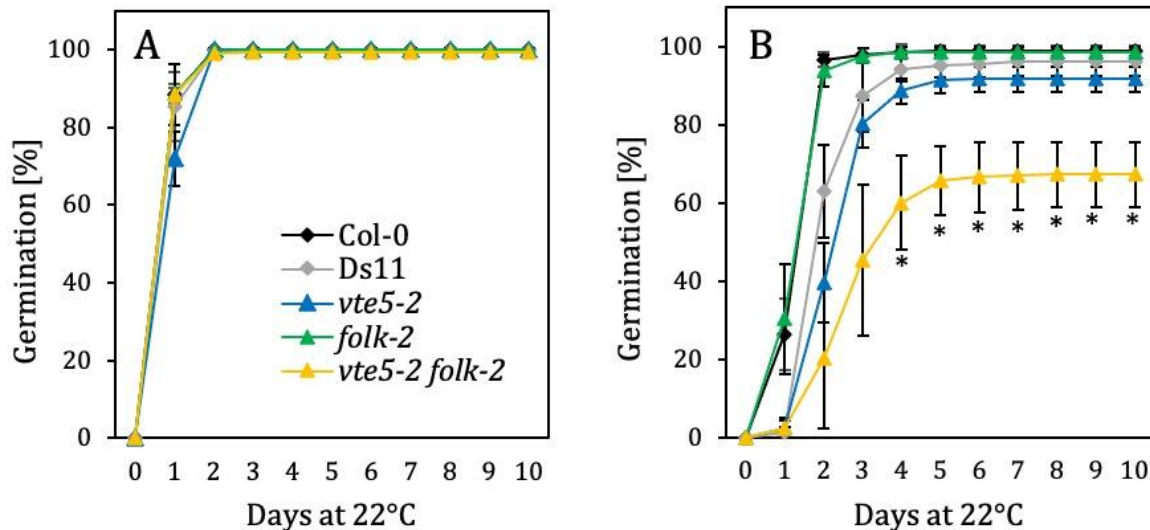 A
Germination [%]
100
80
60
40
20
0
Col-0
Ds11
vte5-2
folk-2
vte5-2 folk-2
0 1 2 3 4 5 6 7 8 9 10
Days at 22°C
B
Germination [%]
100
80
60
40
20
0
* * * * * * *
0 1 2 3 4 5 6 7 8 9 10
Days at 22°C